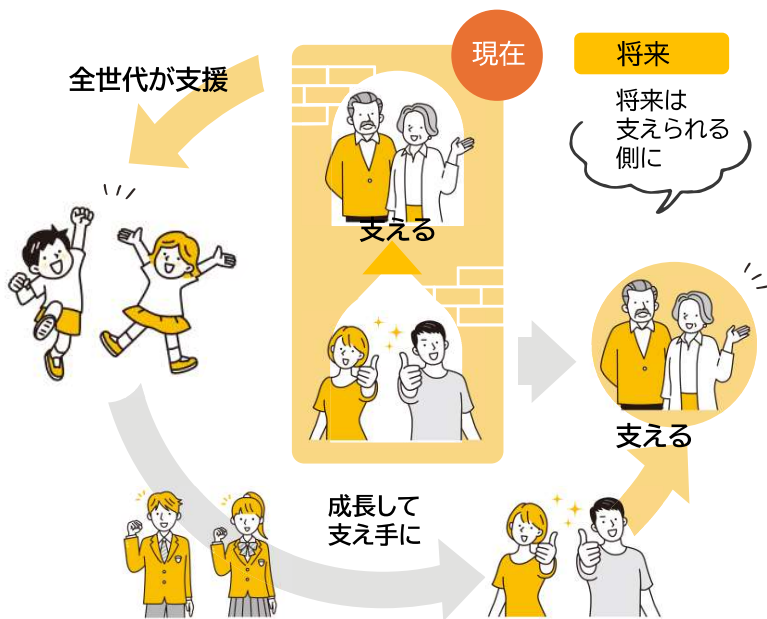 現在
将来
全世代が支援
将来は
支えられる
側に
支える
支える
成長して
支え手に